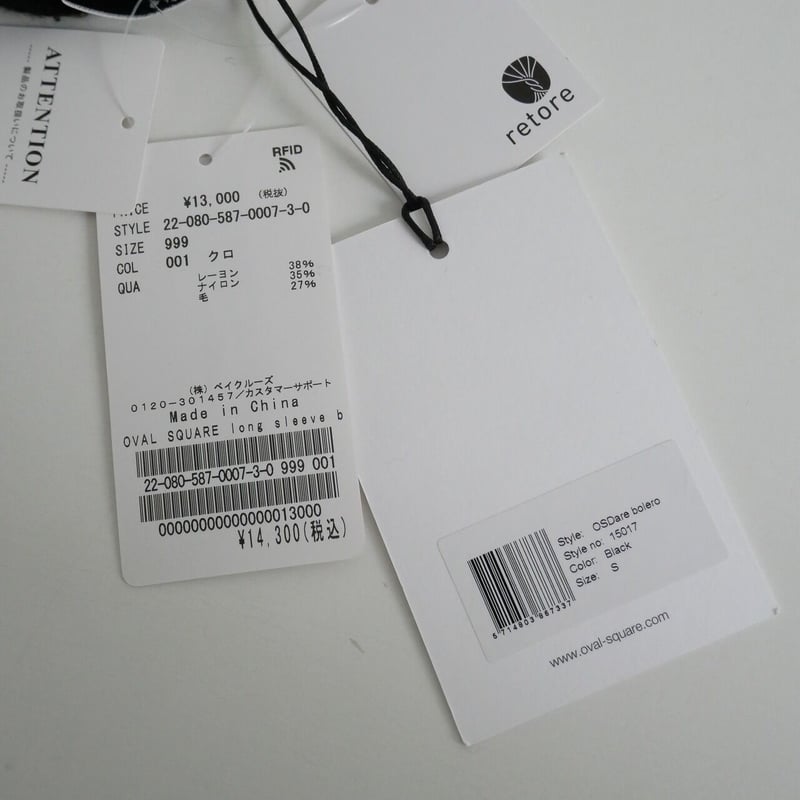 ATTENTION
…… 製品のお取扱いについて ……
retore
RFID
PRICE ¥13,000 (税抜)
STYLE 22-080-587-0007-3-0
SIZE 999
COL 001 クロ
QUA レーヨン 38%
ナイロン 35%
毛 27%
(株) ベイクルーズ
0120-301457/カスタマーサポート
Made in China
OVAL SQUARE long sleeve b
22-080-587-0007-3-0 999 001
00000000000000013000
¥14,300(税込)
Style: OSDare bolero
Style no: 15017
Color: Black
Size: S
5714803867337
www.oval-square.com